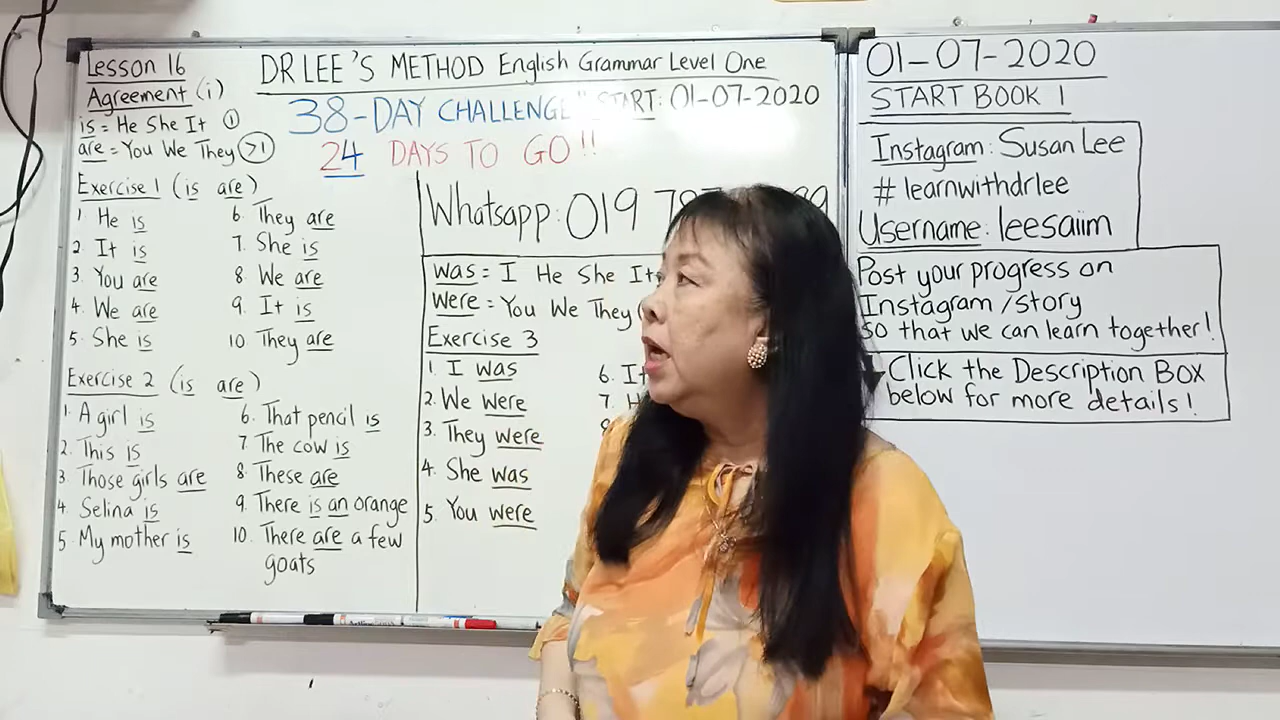 Lesson 16
Agreement (i)
is = He She It ①
are = You We They >1
DR LEE'S METHOD English Grammar Level One
38-DAY CHALLENGE" START: 01-07-2020
24 DAYS TO GO!!
Exercise 1 (is are)
1. He is
2. It is
3. You are
4. We are
5. She is
6. They are
7. She is
8. We are
9. It is
10. They are
Exercise 2 (is are)
1. A girl is
2. This is
3. Those girls are
4. Selina is
5. My mother is
6. That pencil is
7. The cow is
8. These are
9. There is an orange
10. There are a few
goats
Whatsapp: 019
was = I He She It
were = You We They
Exercise 3
1. I was
2. We were
3. They were
4. She was
5. You were
6. It
7.
01-07-2020
START BOOK 1
Instagram: Susan Lee
# learnwithdrlee
Username: leesaiim
Post your progress on
Instagram/story
so that we can learn together!
Click the Description Box
below for more details!